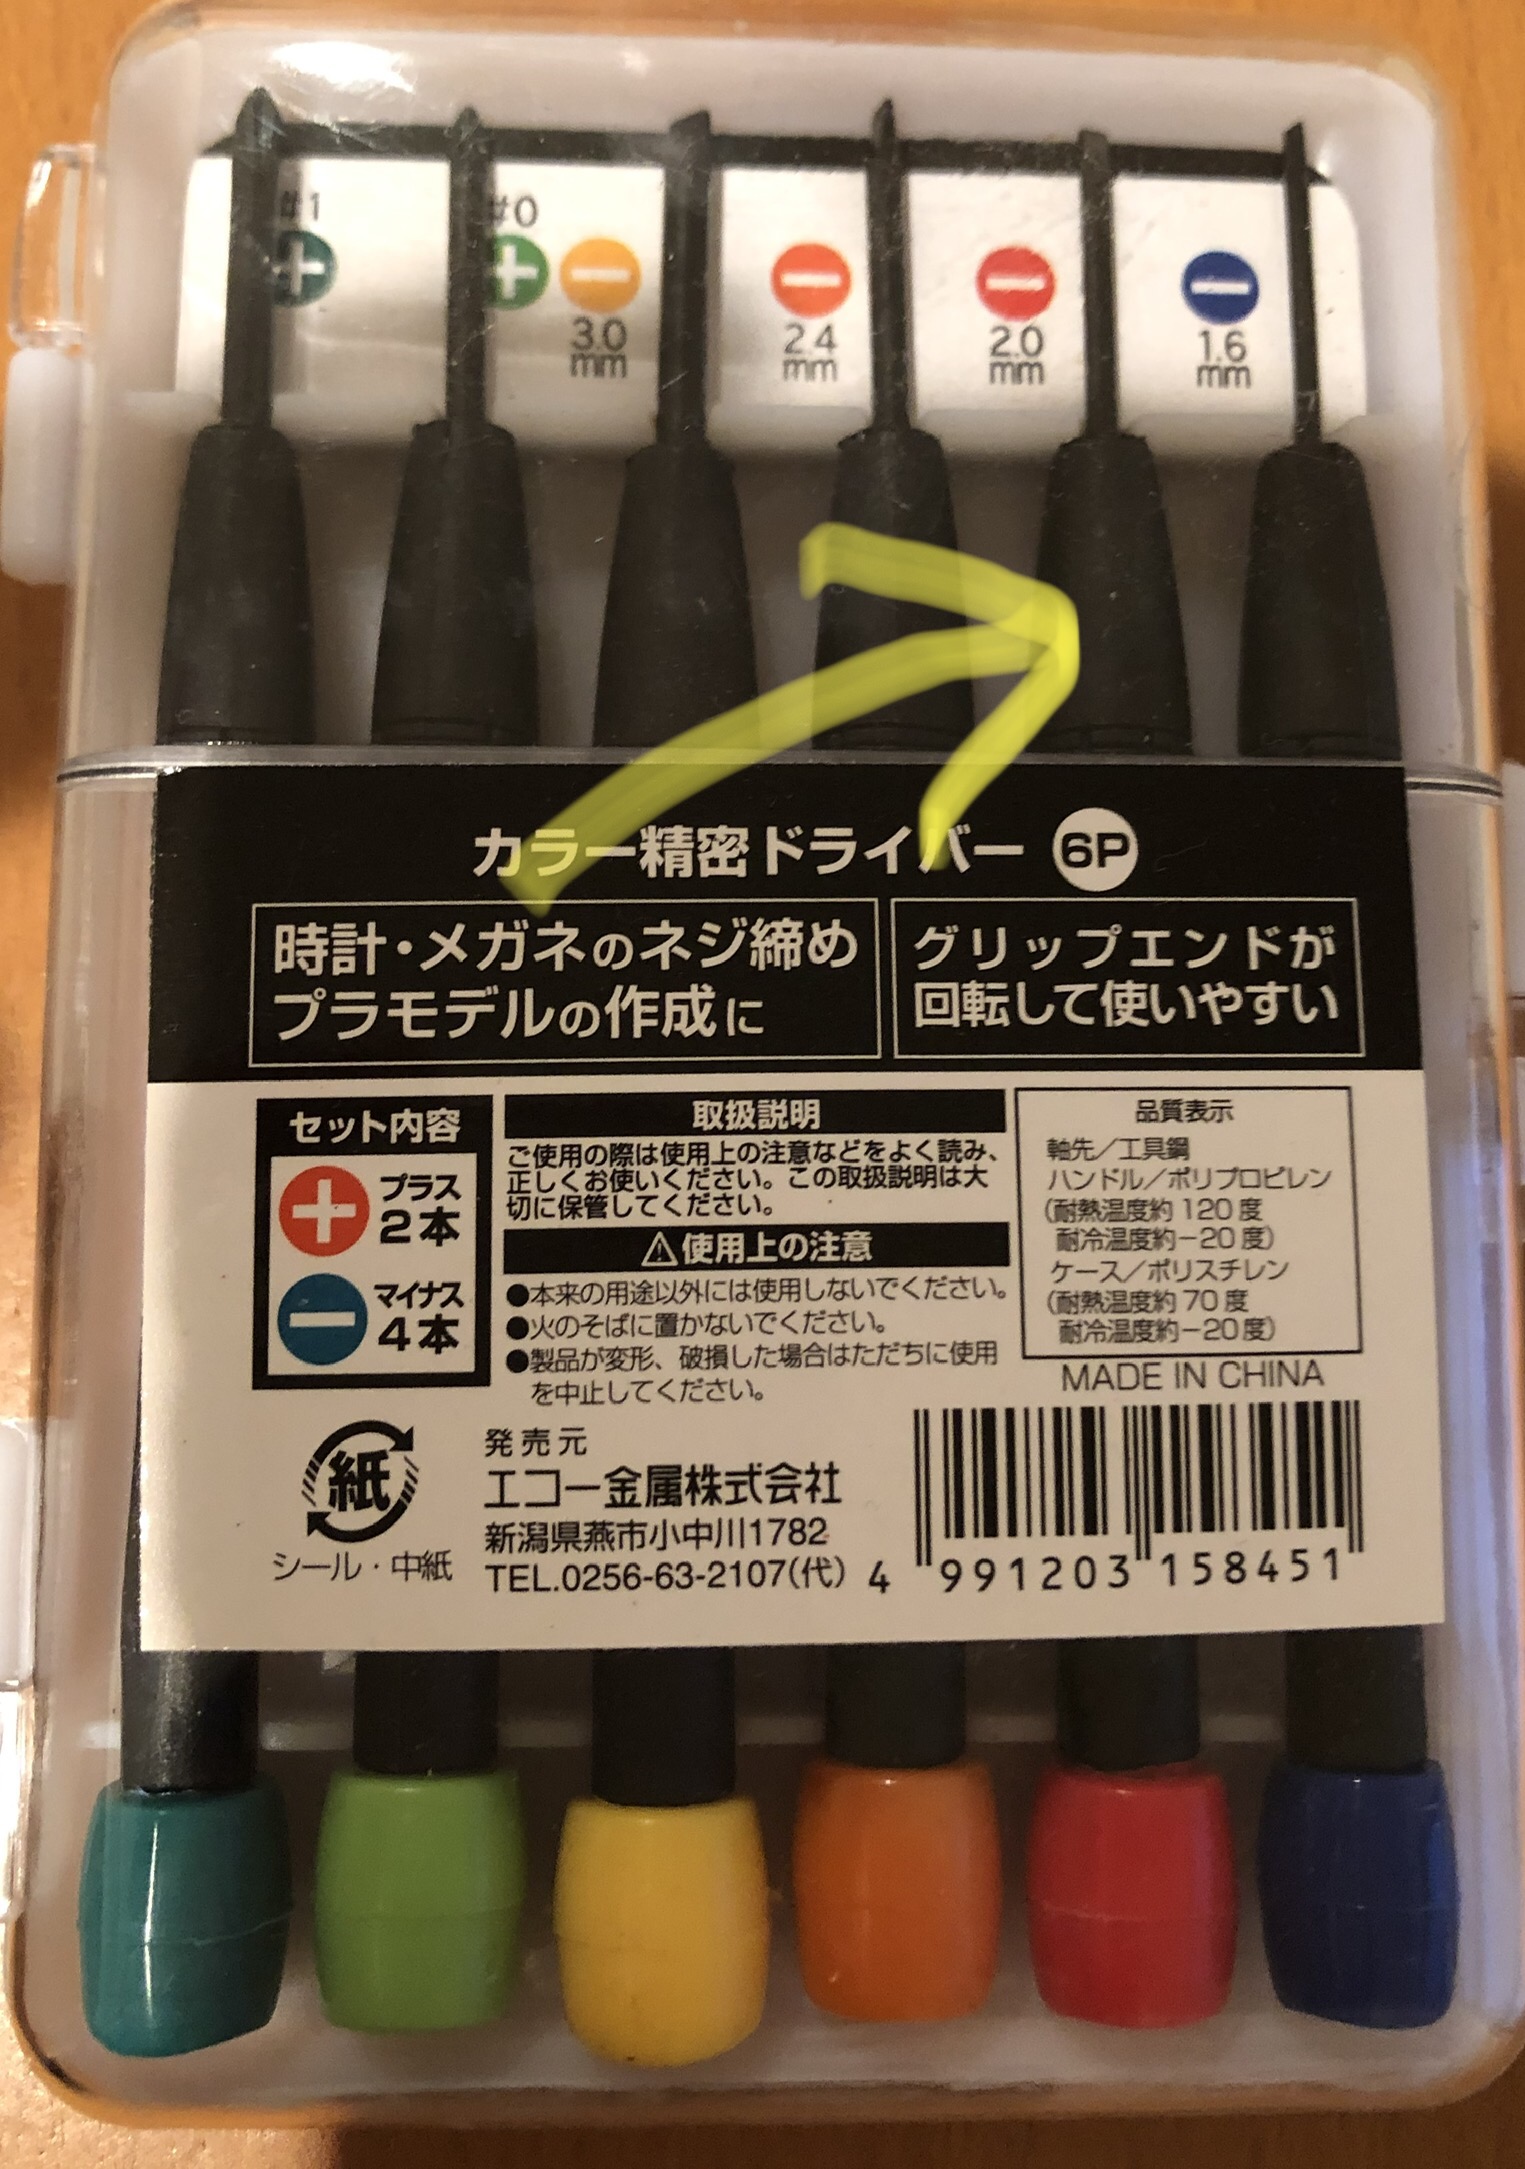 #1
#0
3.0
mm
2.4
mm
2.0
mm
1.6
mm
カラー精密ドライバー 6P
時計・メガネのネジ締め
プラモデルの作成に
グリップエンドが
回転して使いやすい
セット内容
プラス
2本
マイナス
4本
取扱説明
ご使用の際は使用上の注意などをよく読み、
正しくお使いください。この取扱説明は大
切に保管してください。
⚠使用上の注意
●本来の用途以外には使用しないでください。
●火のそばに置かないでください。
●製品が変形、破損した場合はただちに使用
を中止してください。
品質表示
軸先/工具鋼
ハンドル/ポリプロピレン
(耐熱温度約120度
耐冷温度約-20度)
ケース/ポリスチレン
(耐熱温度約70度
耐冷温度約-20度)
MADE IN CHINA
紙
シール・中紙
発売元
エコー金属株式会社
新潟県燕市小中川1782
TEL.0256-63-2107(代)
4 991203 158451